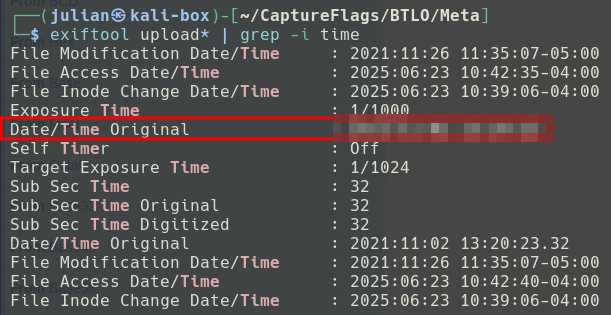 ┌──(julian㉿kali-box)-[~/CaptureFlags/BTLO/Meta]
└─$ exiftool upload* | grep -i time
File Modification Date/Time : 2021:11:26 11:35:07-05:00
File Access Date/Time : 2025:06:23 10:42:35-04:00
File Inode Change Date/Time : 2025:06:23 10:39:06-04:00
Exposure Time : 1/1000
Date/Time Original
Self Timer : Off
Target Exposure Time : 1/1024
Sub Sec Time : 32
Sub Sec Time Original : 32
Sub Sec Time Digitized : 32
Date/Time Original : 2021:11:02 13:20:23.32
File Modification Date/Time : 2021:11:26 11:35:07-05:00
File Access Date/Time : 2025:06:23 10:42:40-04:00
File Inode Change Date/Time : 2025:06:23 10:39:06-04:00